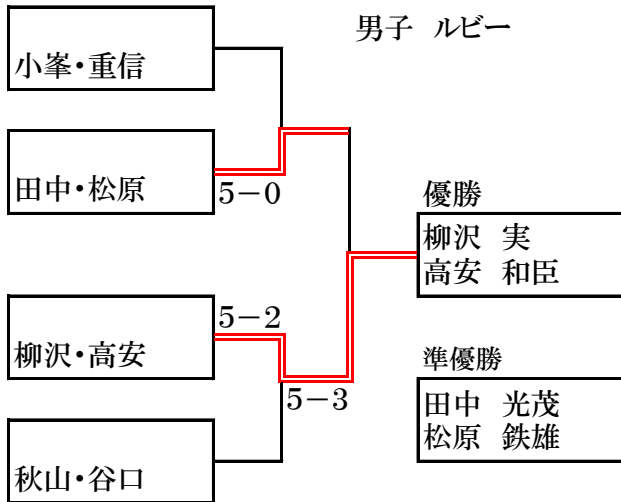 男子 ルビー
小峯・重信
田中・松原
5－0
優勝
柳沢 実
高安 和臣
5－2
柳沢・高安
準優勝
5－3
田中 光茂
松原 鉄雄
秋山・谷口